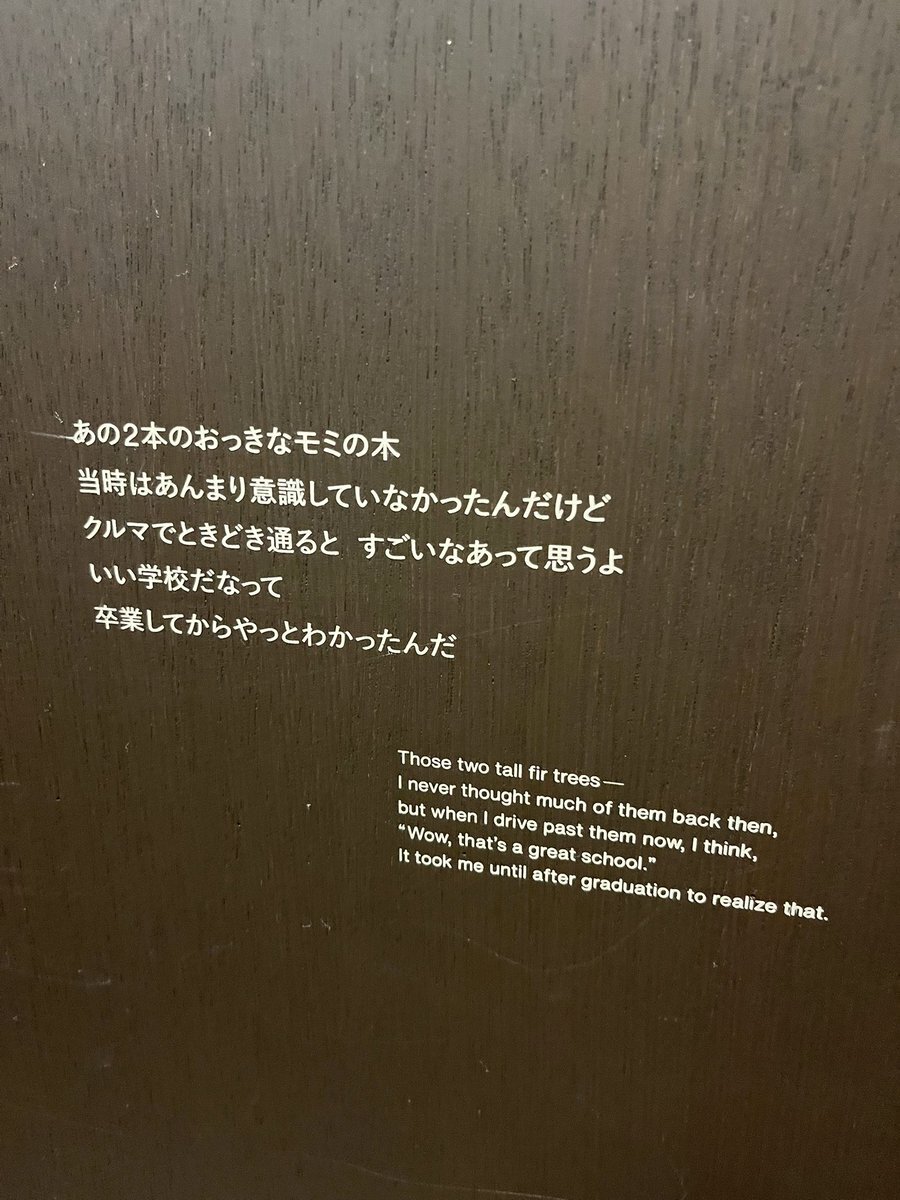 あの2本のおっきなモミの木
当時はあんまり意識していなかったんだけど
クルマでときどき通ると　すごいなあって思うよ
いい学校だなって
卒業してからやっとわかったんだ
Those two tall fir trees—
I never thought much of them back then,
but when I drive past them now, I think,
“Wow, that’s a great school.”
It took me until after graduation to realize that.